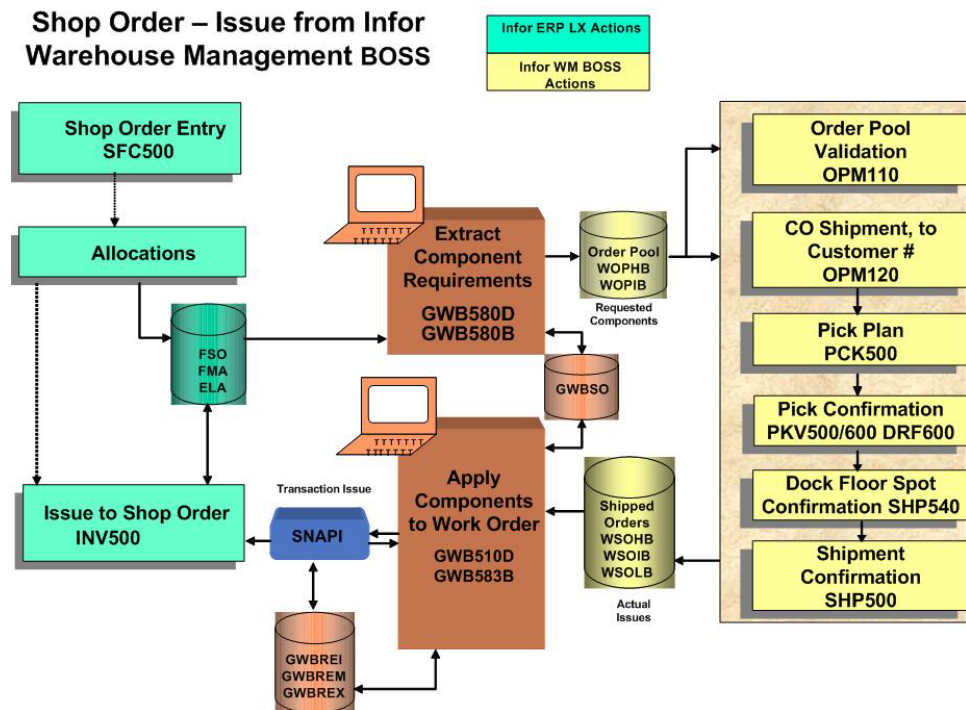 Shop Order – Issue from Infor
Warehouse Management BOSS
Infor ERP LX Actions
Infor WM BOSS
Actions
Shop Order Entry
SFC500
Allocations
FSO
FMA
ELA
Issue to Shop Order
INV500
Extract
Component
Requirements
GWB580D
GWB580B
Order Pool
WOPHB
WOPIB
Requested
Components
GWBSO
Transaction Issue
SNAPI
Apply
Components
to Work Order
GWB510D
GWB583B
Shipped
Orders
WSOHB
WSOIB
WSOLB
Actual
Issues
GWBREI
GWBREM
GWBREX
Order Pool
Validation
OPM110
CO Shipment, to
Customer #
OPM120
Pick Plan
PCK500
Pick Confirmation
PKV500/600 DRF600
Dock Floor Spot
Confirmation SHP540
Shipment
Confirmation
SHP500